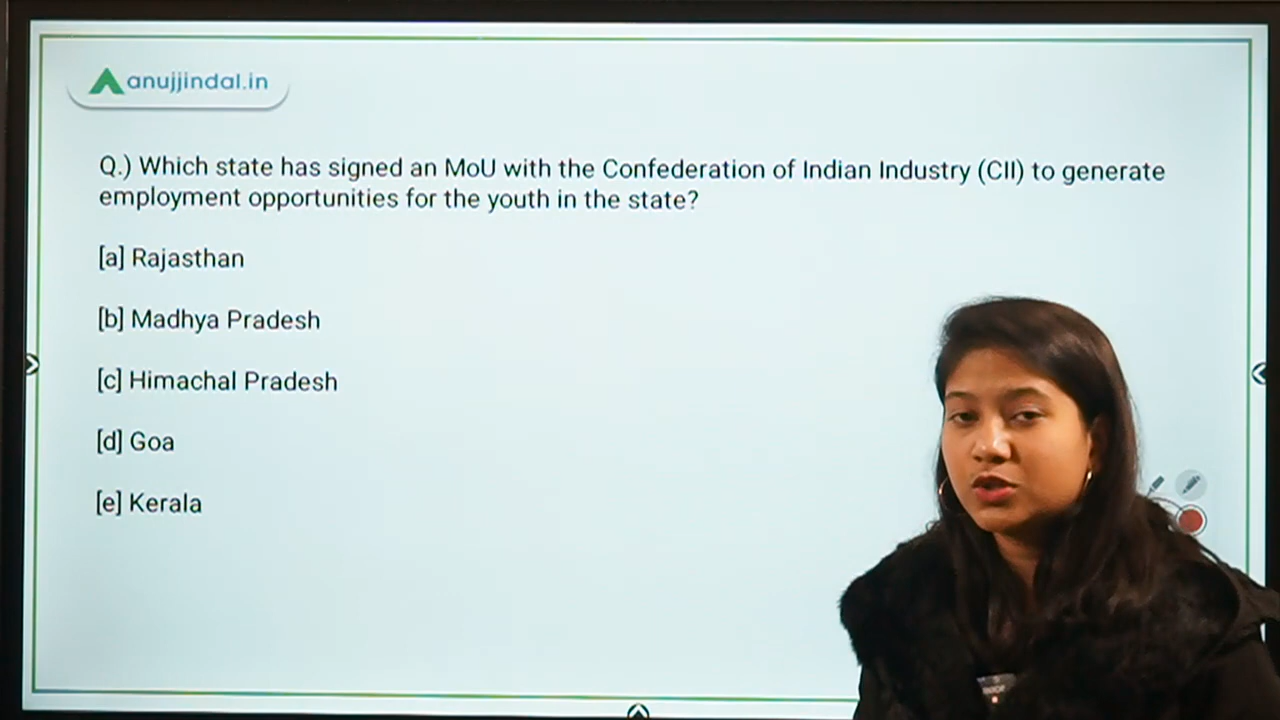 anujjindal.in
Q.) Which state has signed an MoU with the Confederation of Indian Industry (CII) to generate
employment opportunities for the youth in the state?
[a] Rajasthan
[b] Madhya Pradesh
[c] Himachal Pradesh
[d] Goa
[e] Kerala